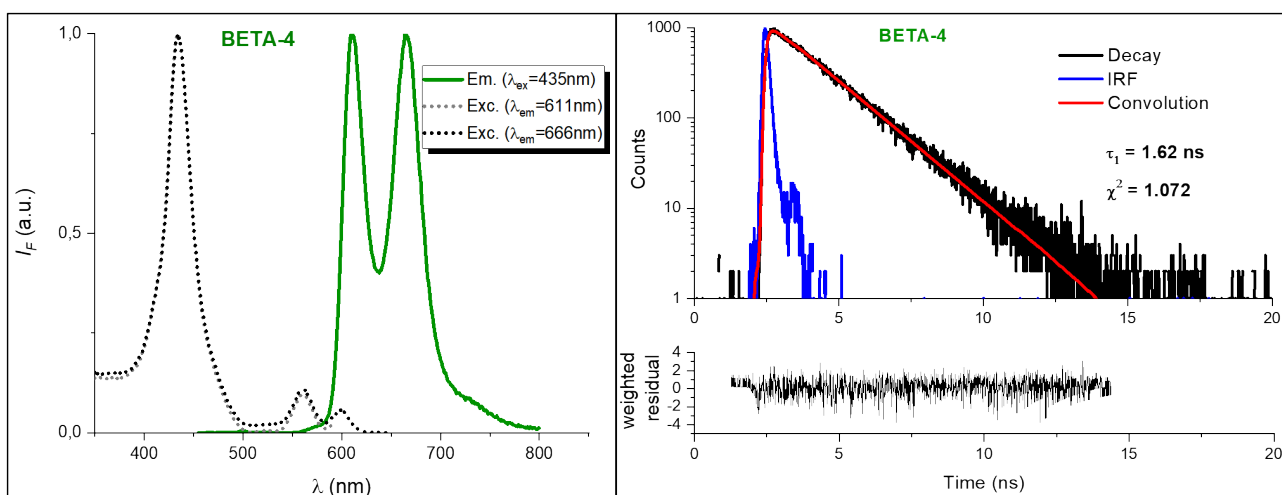 BETA-4
Em. (λex=435nm)
Exc. (λem=611nm)
Exc. (λem=666nm)
1,0
0,5
0,0
I_F (a.u.)
400 500 600 700 800
λ (nm)
BETA-4
Decay
IRF
Convolution
τ1 = 1.62 ns
χ² = 1.072
1000
100
10
1
Counts
0 5 10 15 20
4
2
0
-2
-4
weighted
residual
0 5 10 15 20
Time (ns)